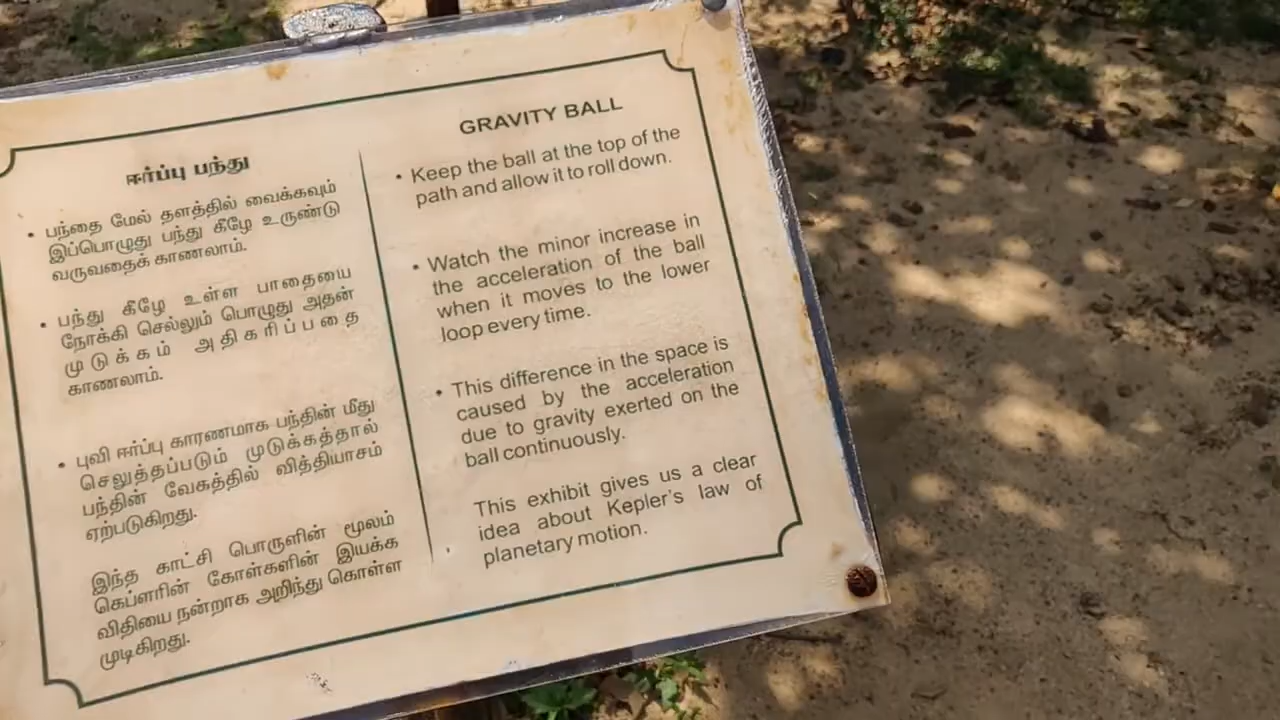 ஈர்ப்பு பந்து
• பந்தை மேல் தளத்தில் வைக்கவும்
இப்பொழுது பந்து கீழே உருண்டு
வருவதைக் காணலாம்.
• பந்து கீழே உள்ள பாதையை
நோக்கி செல்லும் பொழுது அதன்
முடுக்கம் அதிகரிப்பதை
காணலாம்.
• புவி ஈர்ப்பு காரணமாக பந்தின் மீது
செலுத்தப்படும் முடுக்கத்தால்
பந்தின் வேகத்தில் வித்தியாசம்
ஏற்படுகிறது.
இந்த காட்சி பொருளின் மூலம்
கெப்ளரின் கோள்களின் இயக்க
விதியை நன்றாக அறிந்து கொள்ள
முடிகிறது.
GRAVITY BALL
• Keep the ball at the top of the
path and allow it to roll down.
• Watch the minor increase in
the acceleration of the ball
when it moves to the lower
loop every time.
• This difference in the space is
caused by the acceleration
due to gravity exerted on the
ball continuously.
This exhibit gives us a clear
idea about Kepler's law of
planetary motion.